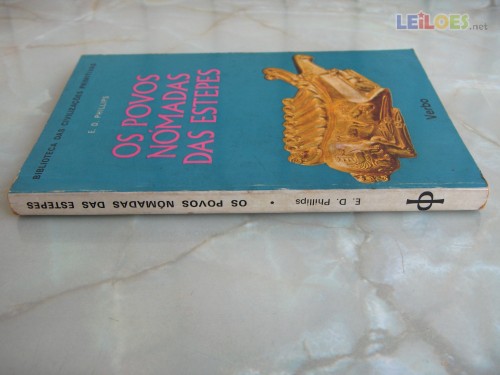 LEiLOES.net
BIBLIOTECA DAS CIVILIZAÇÕES PRIMITIVAS
E. D. PHILLIPS
OS POVOS
NÓMADAS
DAS ESTEPES
Verbo
OS POVOS NÓMADAS DAS ESTEPES • E. D. Phillips